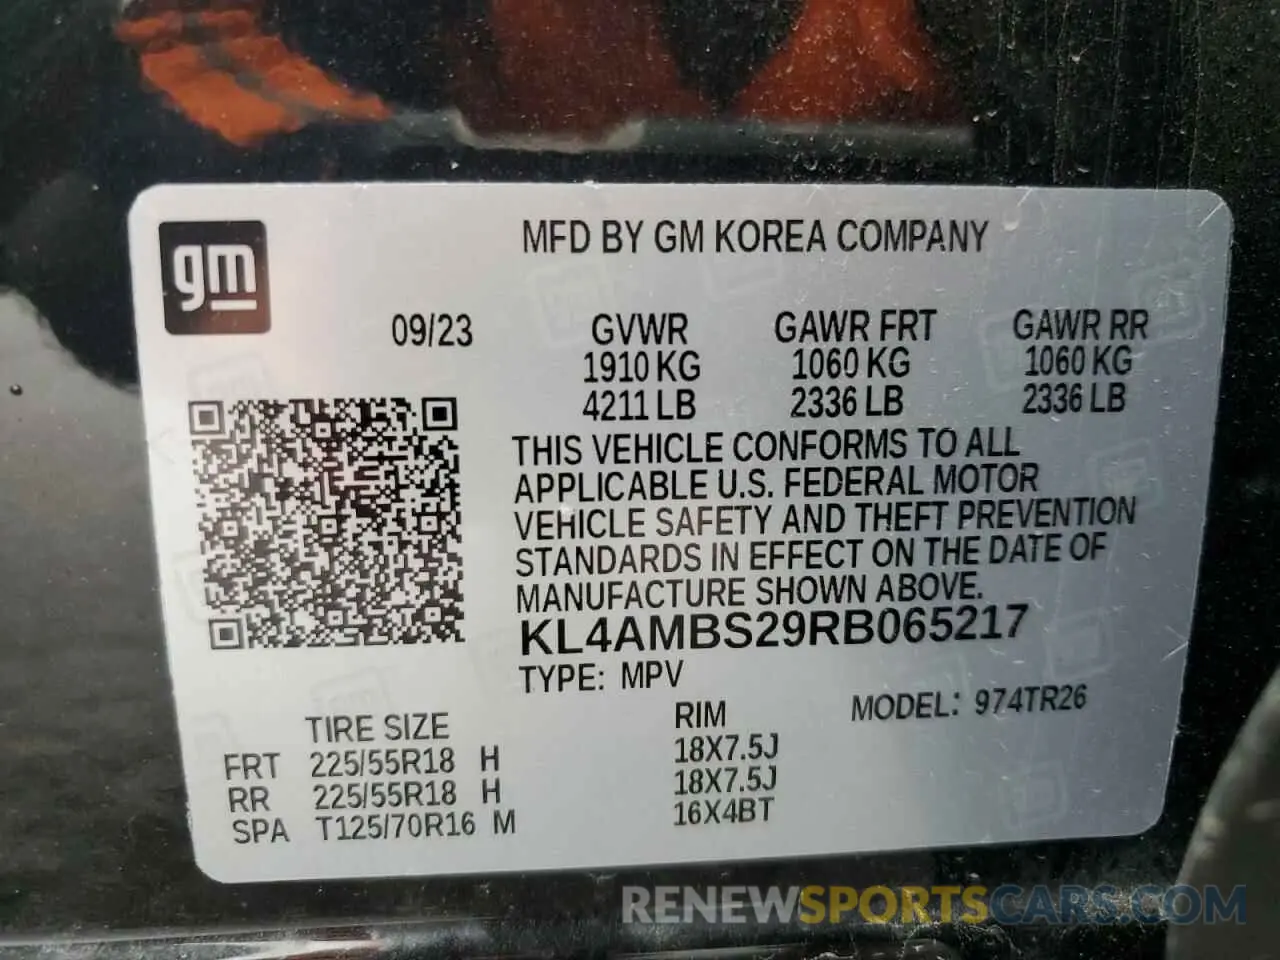 gm
MFD BY GM KOREA COMPANY
09/23
GVWR GAWR FRT GAWR RR
1910 KG 1060 KG 1060 KG
4211 LB 2336 LB 2336 LB
THIS VEHICLE CONFORMS TO ALL
APPLICABLE U.S. FEDERAL MOTOR
VEHICLE SAFETY AND THEFT PREVENTION
STANDARDS IN EFFECT ON THE DATE OF
MANUFACTURE SHOWN ABOVE.
KL4AMBS29RB065217
TYPE: MPV
MODEL: 974TR26
TIRE SIZE RIM
FRT 225/55R18 H 18X7.5J
RR 225/55R18 H 18X7.5J
SPA T125/70R16 M 16X4BT
RENEWSPORTSCARS.COM